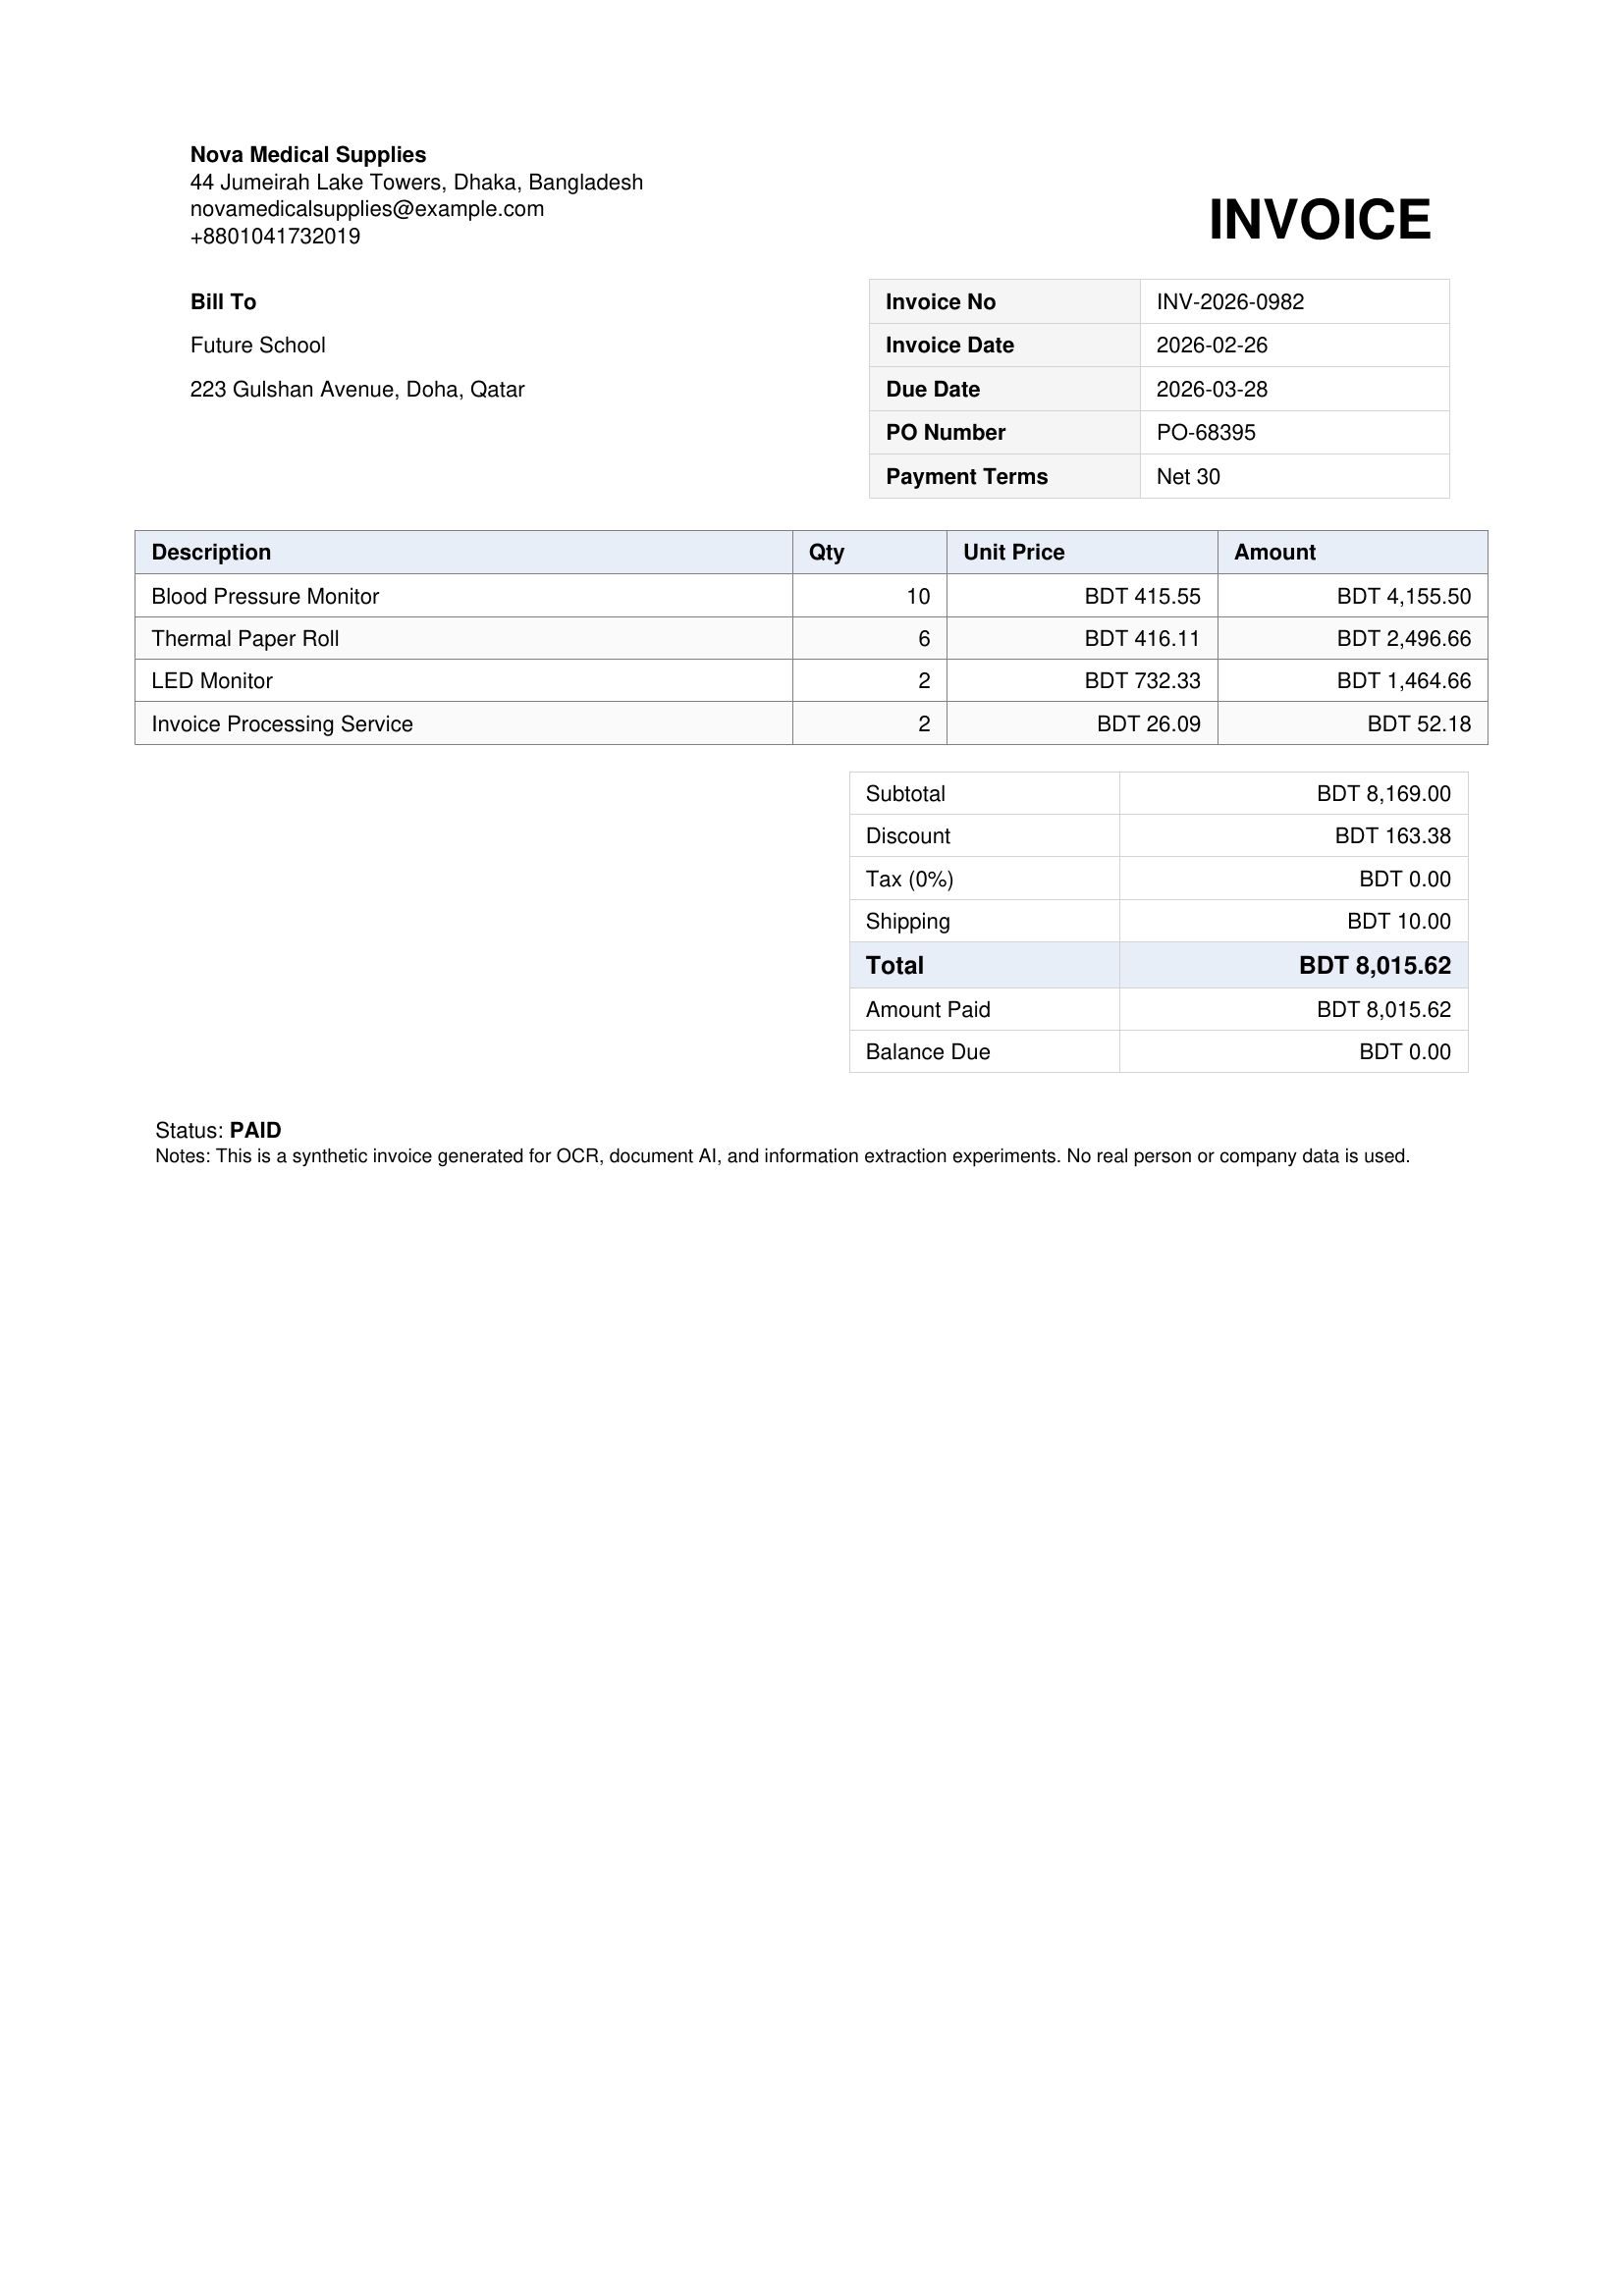 Nova Medical Supplies
44 Jumeirah Lake Towers, Dhaka, Bangladesh
novamedicalsupplies@example.com
+8801041732019
INVOICE
Bill To
Future School
223 Gulshan Avenue, Doha, Qatar
Invoice No INV-2026-0982
Invoice Date 2026-02-26
Due Date 2026-03-28
PO Number PO-68395
Payment Terms Net 30
Description Qty Unit Price Amount
Blood Pressure Monitor 10 BDT 415.55 BDT 4,155.50
Thermal Paper Roll 6 BDT 416.11 BDT 2,496.66
LED Monitor 2 BDT 732.33 BDT 1,464.66
Invoice Processing Service 2 BDT 26.09 BDT 52.18
Subtotal BDT 8,169.00
Discount BDT 163.38
Tax (0%) BDT 0.00
Shipping BDT 10.00
Total BDT 8,015.62
Amount Paid BDT 8,015.62
Balance Due BDT 0.00
Status: PAID
Notes: This is a synthetic invoice generated for OCR, document AI, and information extraction experiments. No real person or company data is used.